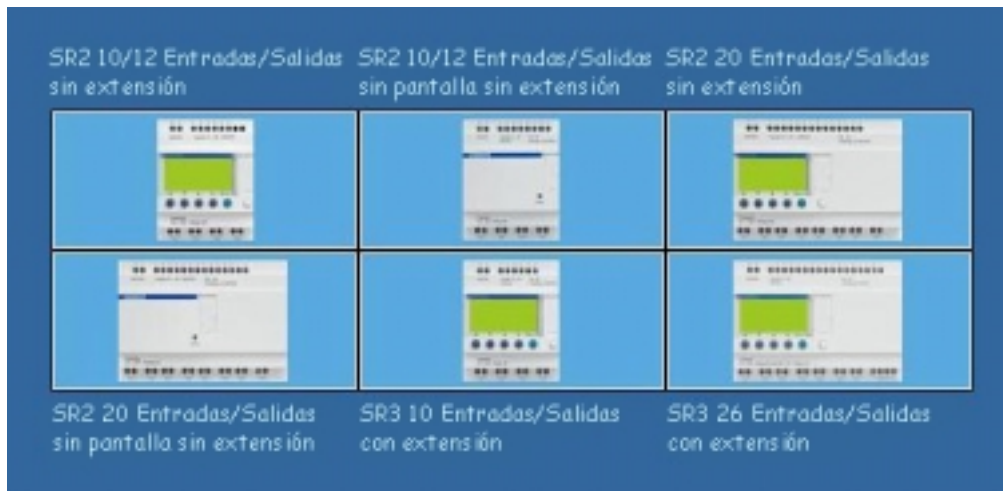 SR2 10/12 Entradas/Salidas
sin extensión
SR2 10/12 Entradas/Salidas
sin pantalla sin extensión
SR2 20 Entradas/Salidas
sin extensión
SR2 20 Entradas/Salidas
sin pantalla sin extensión
SR3 10 Entradas/Salidas
con extensión
SR3 26 Entradas/Salidas
con extensión